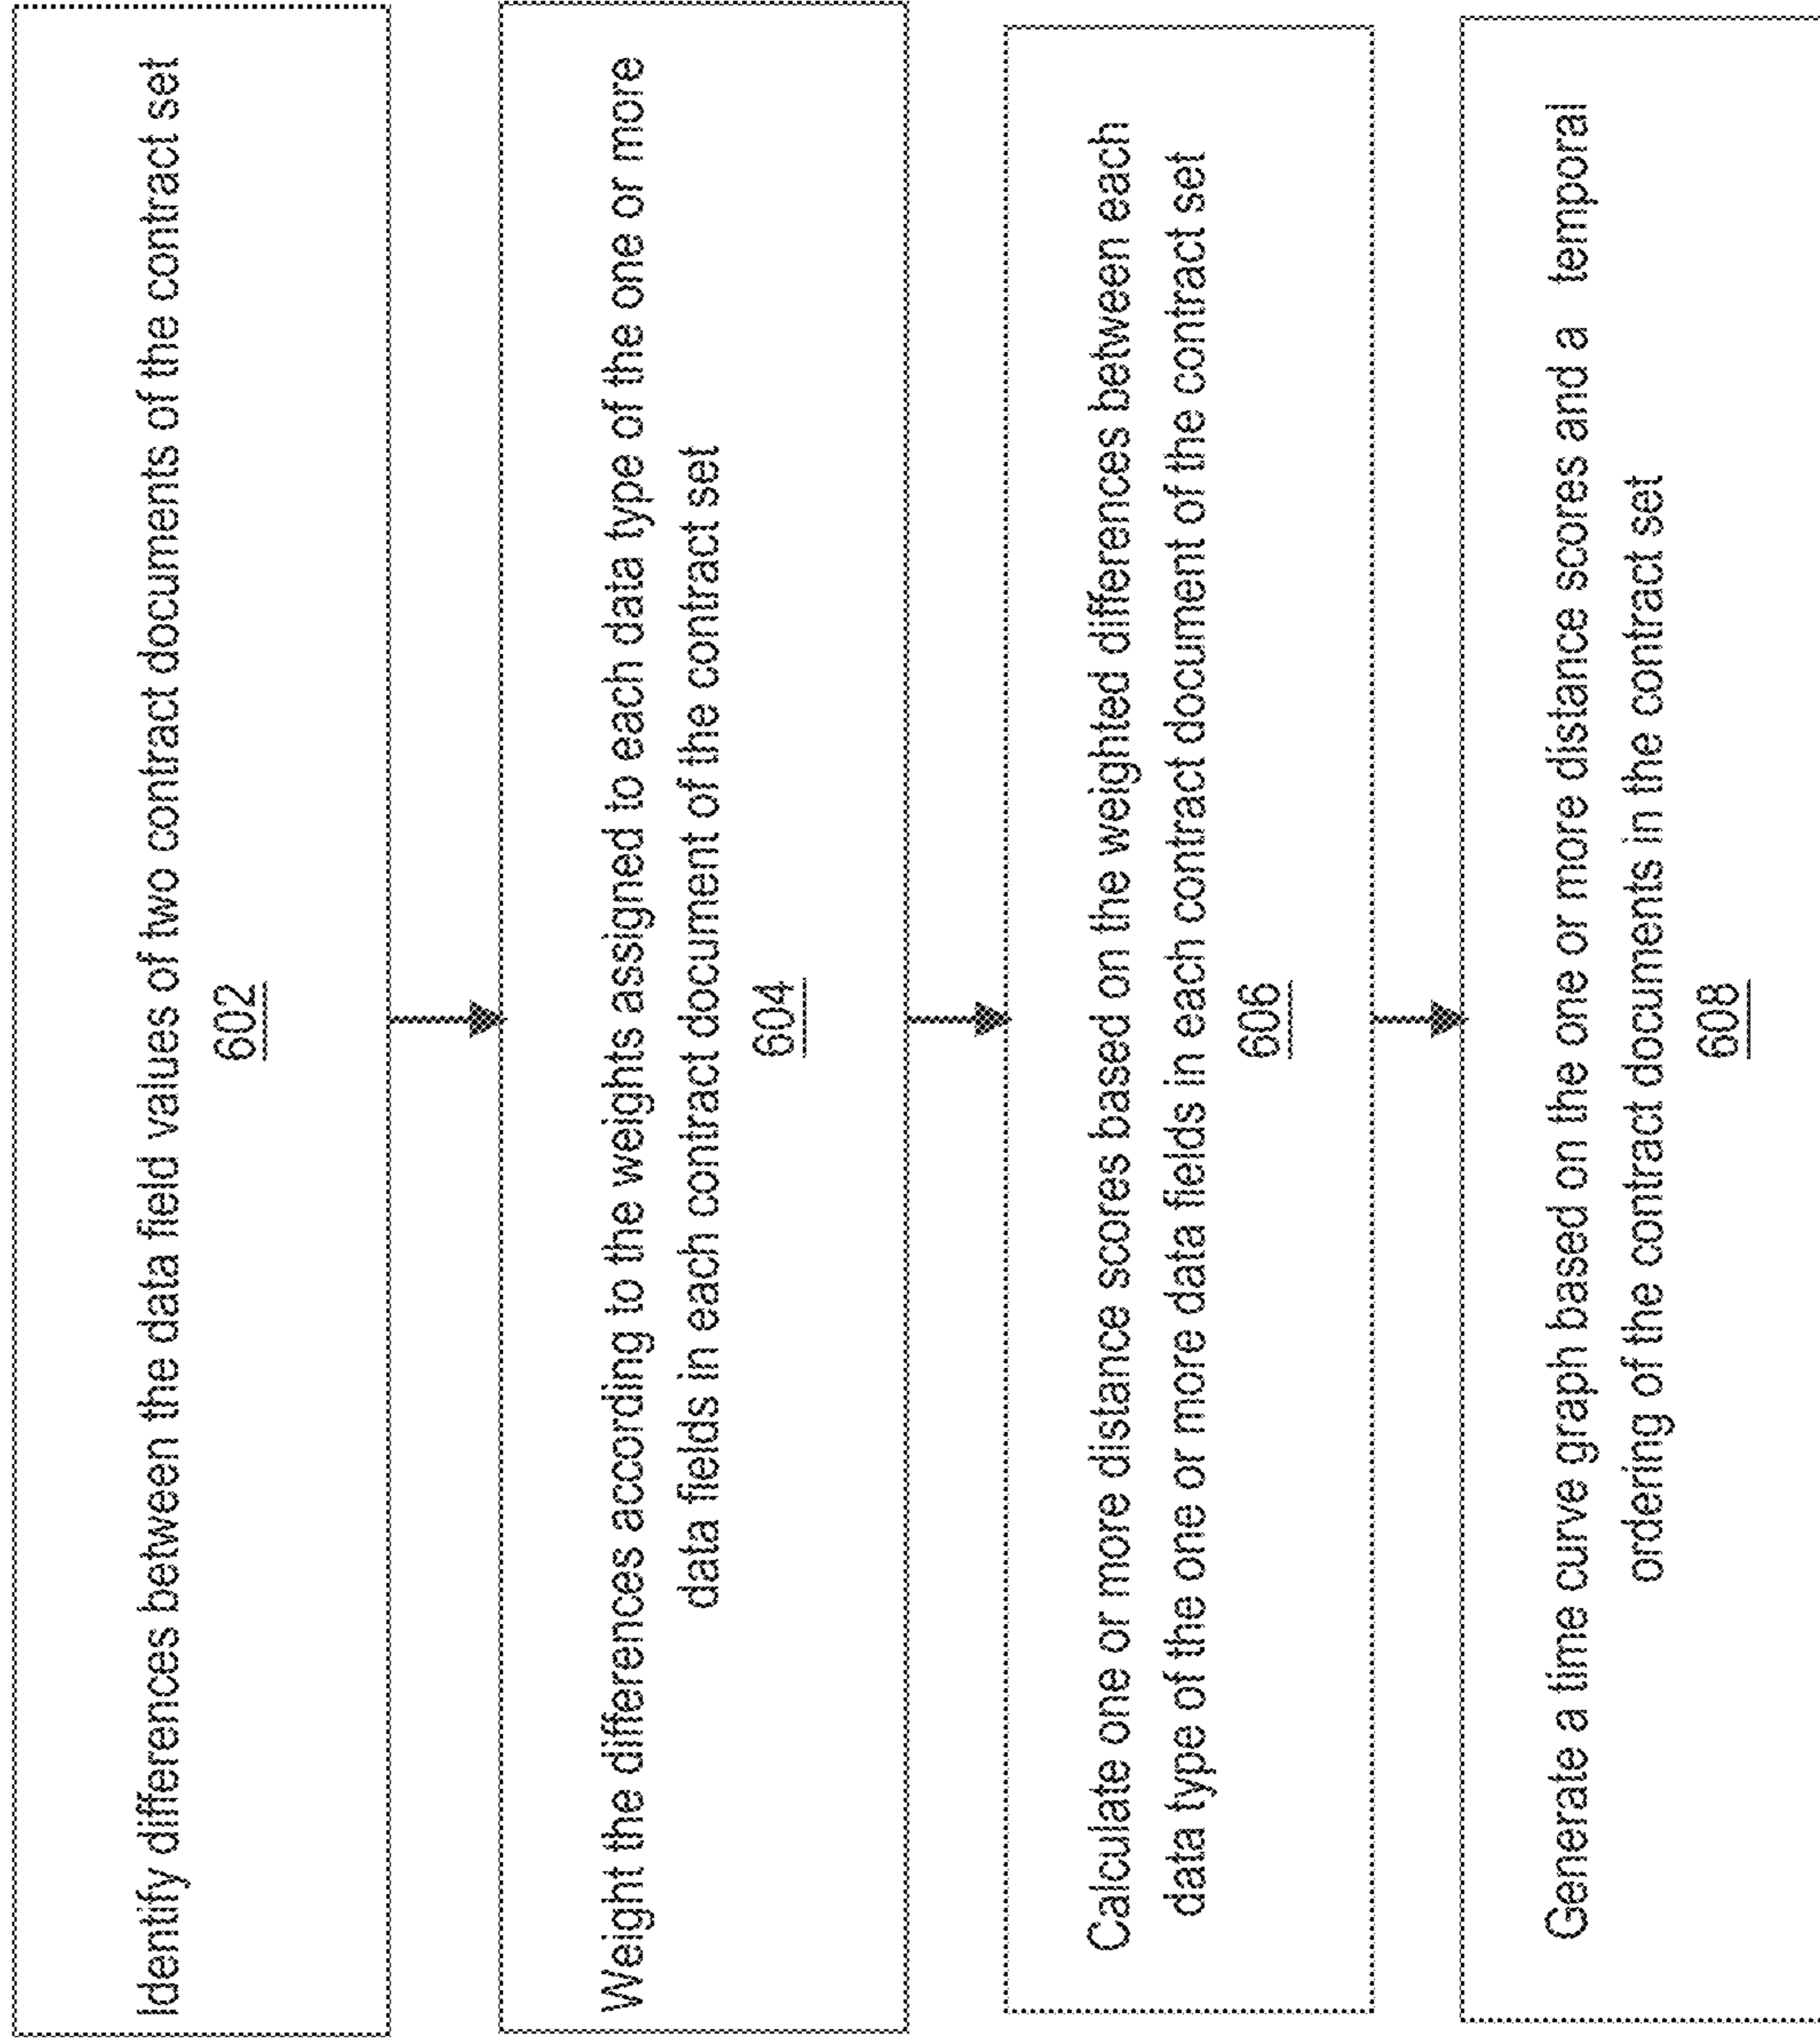 Identify differences between the data field values of two contract documents of the contract set
602
Weight the differences according to the weights assigned to each data type of the one or more
data fields in each contract document of the contract set
604
Calculate one or more distance scores based on the weighted differences between each
data type of the one or more data fields in each contract document of the contract set
606
Generate a time curve graph based on the one or more distance scores and a temporal
ordering of the contract documents in the contract set
608